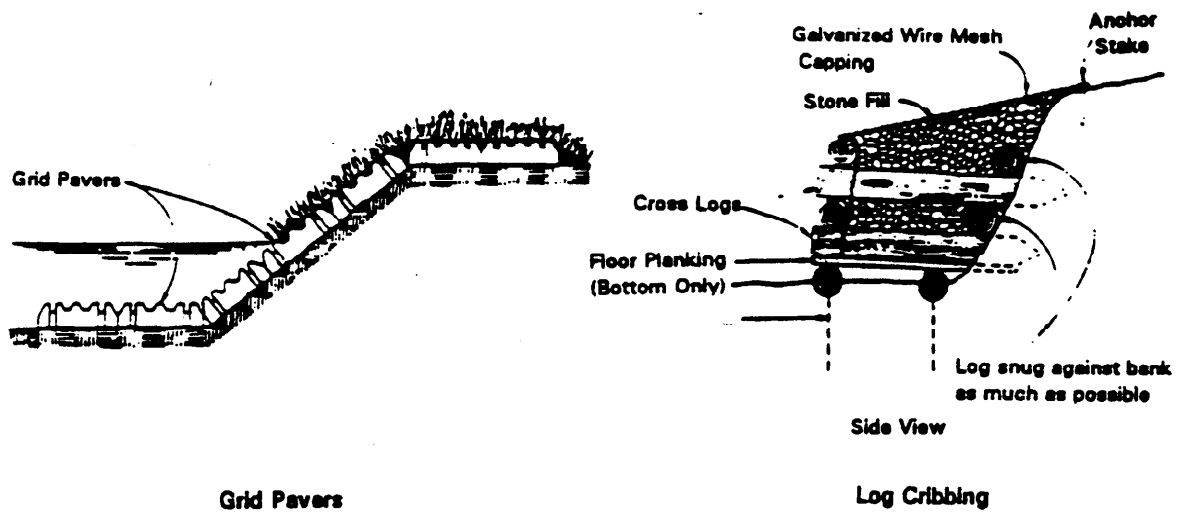 Grid Pavers
Grid Pavers
Galvanized Wire Mesh
Capping
Anchor
Stake
Stone Fill
Cross Logs
Floor Planking
(Bottom Only)
Log snug against bank
as much as possible
Side View
Log Cribbing